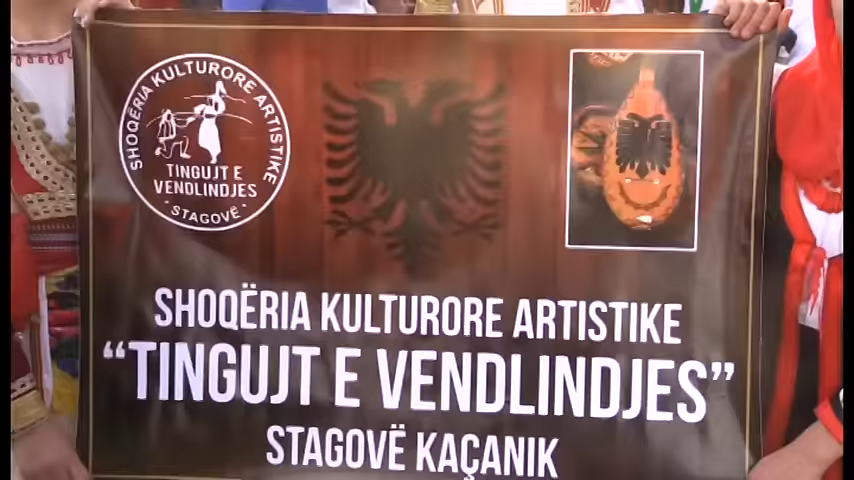 SHOQËRIA KULTURORE ARTISTIKE
TINGUJT E
VENDLINDJES
STAGOVË
SHOQËRIA KULTURORE ARTISTIKE
“TINGUJT E VENDLINDJES”
STAGOVË KAÇANIK